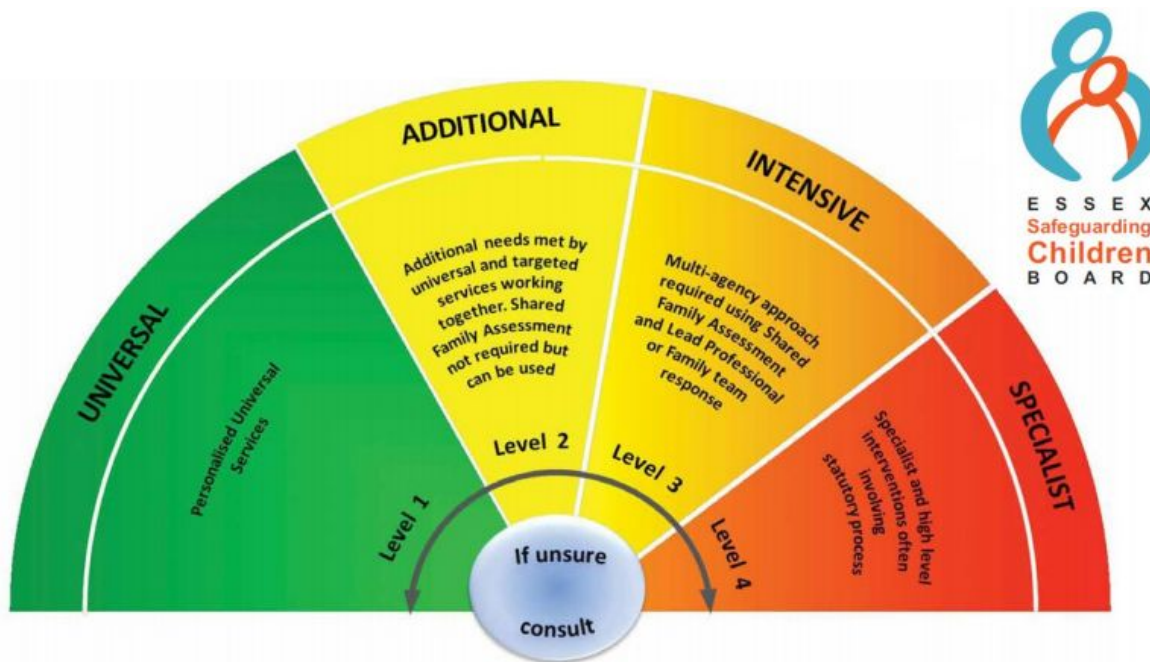 UNIVERSAL
Personalised Universal
Services
Level 1
ADDITIONAL
Additional needs met by
universal and targeted
services working
together. Shared
Family Assessment
not required but
can be used
Level 2
INTENSIVE
Multi-agency approach
required using Shared
Family Assessment
and Lead Professional
or Family team
response
Level 3
SPECIALIST
Specialist and high level
interventions often
involving
statutory process
Level 4
If unsure
consult
ESSEX
Safeguarding
Children
BOARD